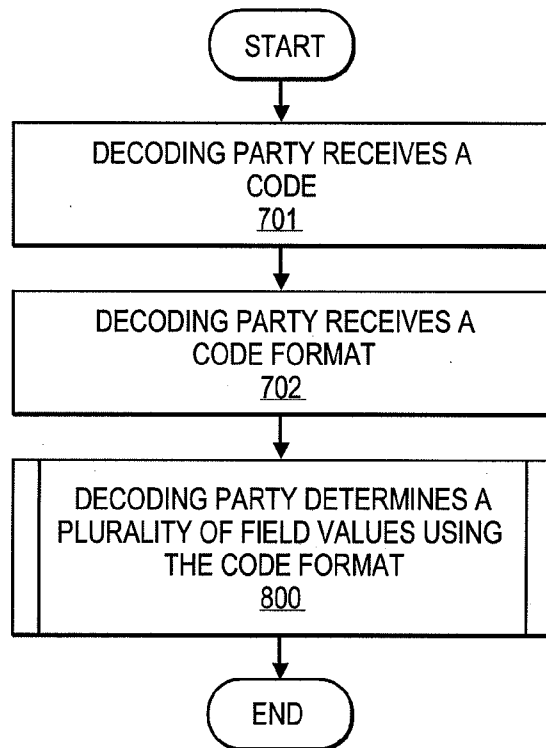 START
DECODING PARTY RECEIVES A
CODE
701
DECODING PARTY RECEIVES A
CODE FORMAT
702
DECODING PARTY DETERMINES A
PLURALITY OF FIELD VALUES USING
THE CODE FORMAT
800
END